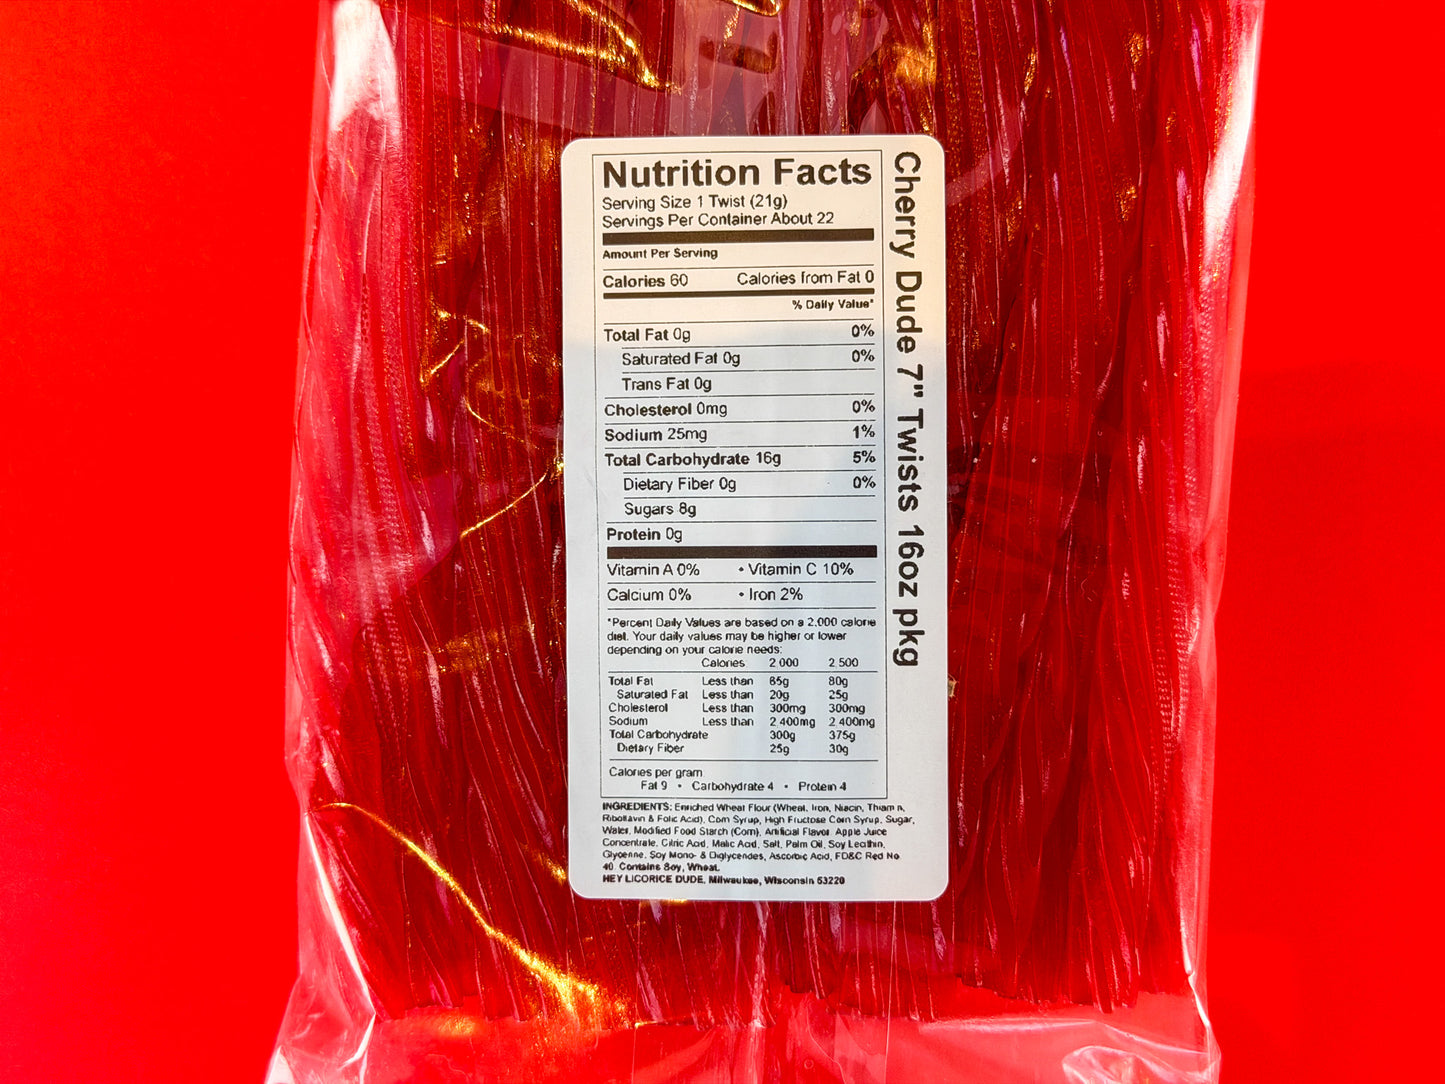 Nutrition Facts
Serving Size 1 Twist (21g)
Servings Per Container About 22
Amount Per Serving
Calories 60 Calories from Fat 0
% Daily Value*
Total Fat 0g 0%
Saturated Fat 0g 0%
Trans Fat 0g
Cholesterol 0mg 0%
Sodium 25mg 1%
Total Carbohydrate 16g 5%
Dietary Fiber 0g 0%
Sugars 8g
Protein 0g
Vitamin A 0% • Vitamin C 10%
Calcium 0% • Iron 2%
*Percent Daily Values are based on a 2,000 calorie
diet. Your daily values may be higher or lower
depending on your calorie needs:
Calories 2,000 2,500
Total Fat Less than 65g 80g
Saturated Fat Less than 20g 25g
Cholesterol Less than 300mg 300mg
Sodium Less than 2,400mg 2,400mg
Total Carbohydrate 300g 375g
Dietary Fiber 25g 30g
Calories per gram
Fat 9 • Carbohydrate 4 • Protein 4
INGREDIENTS: Enriched Wheat Flour (Wheat, Iron, Niacin, Thiamin,
Riboflavin & Folic Acid), Corn Syrup, High Fructose Corn Syrup, Sugar,
Water, Modified Food Starch (Corn), Artificial Flavor, Apple Juice
Concentrate, Citric Acid, Malic Acid, Salt, Palm Oil, Soy Lecithin,
Glycerine, Soy Mono- & Diglycerides, Ascorbic Acid, FD&C Red No.
40. Contains Soy, Wheat.
HEY LICORICE DUDE, Milwaukee, Wisconsin 53220
Cherry Dude 7" Twists 16oz pkg